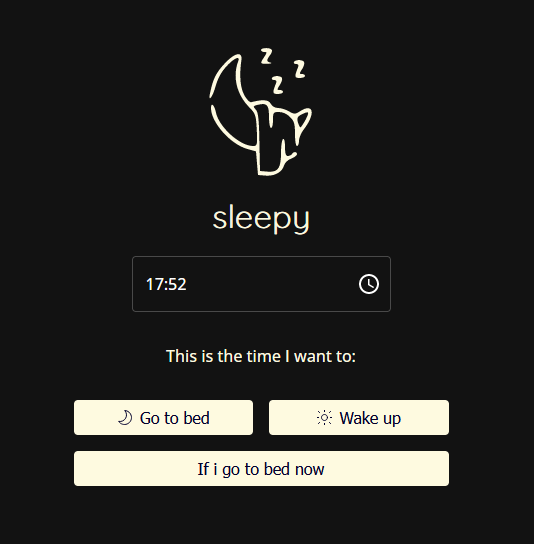 z
z
z
sleepy
17:52
This is the time I want to:
Go to bed
Wake up
If i go to bed now